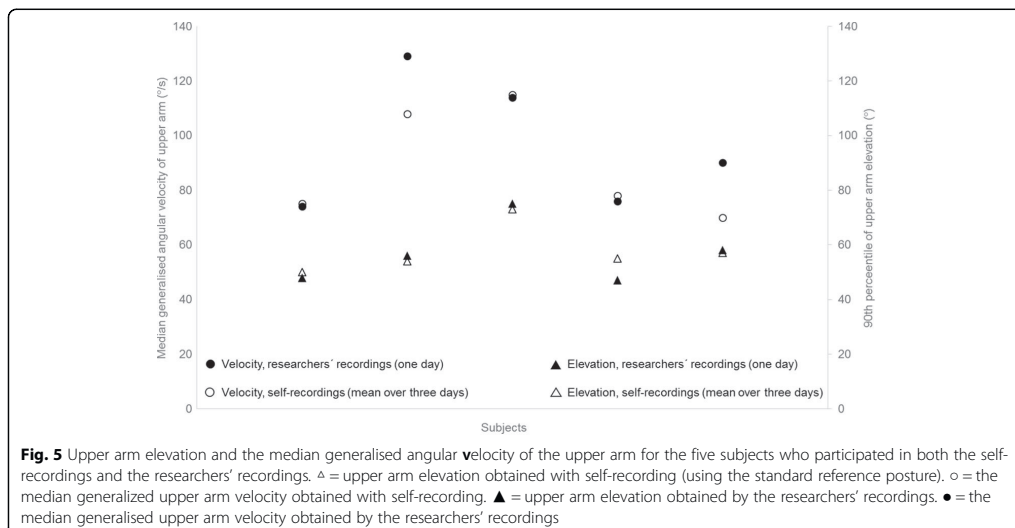 140
120
100
80
60
40
20
0
Median generalised angular velocity of upper arm (°/s)
140
120
100
80
60
40
20
0
90th perceentile of upper arm elevation (°)
● Velocity, researchers´ recordings (one day)
▲ Elevation, researchers´ recordings (one day)
○ Velocity, self-recordings (mean over three days)
△ Elevation, self-recordings (mean over three days)
Subjects
Fig. 5 Upper arm elevation and the median generalised angular velocity of the upper arm for the five subjects who participated in both the self-
recordings and the researchers’ recordings. △ = upper arm elevation obtained with self-recording (using the standard reference posture). ○ = the
median generalized upper arm velocity obtained with self-recording. ▲ = upper arm elevation obtained by the researchers’ recordings. ● = the
median generalised upper arm velocity obtained by the researchers’ recordings